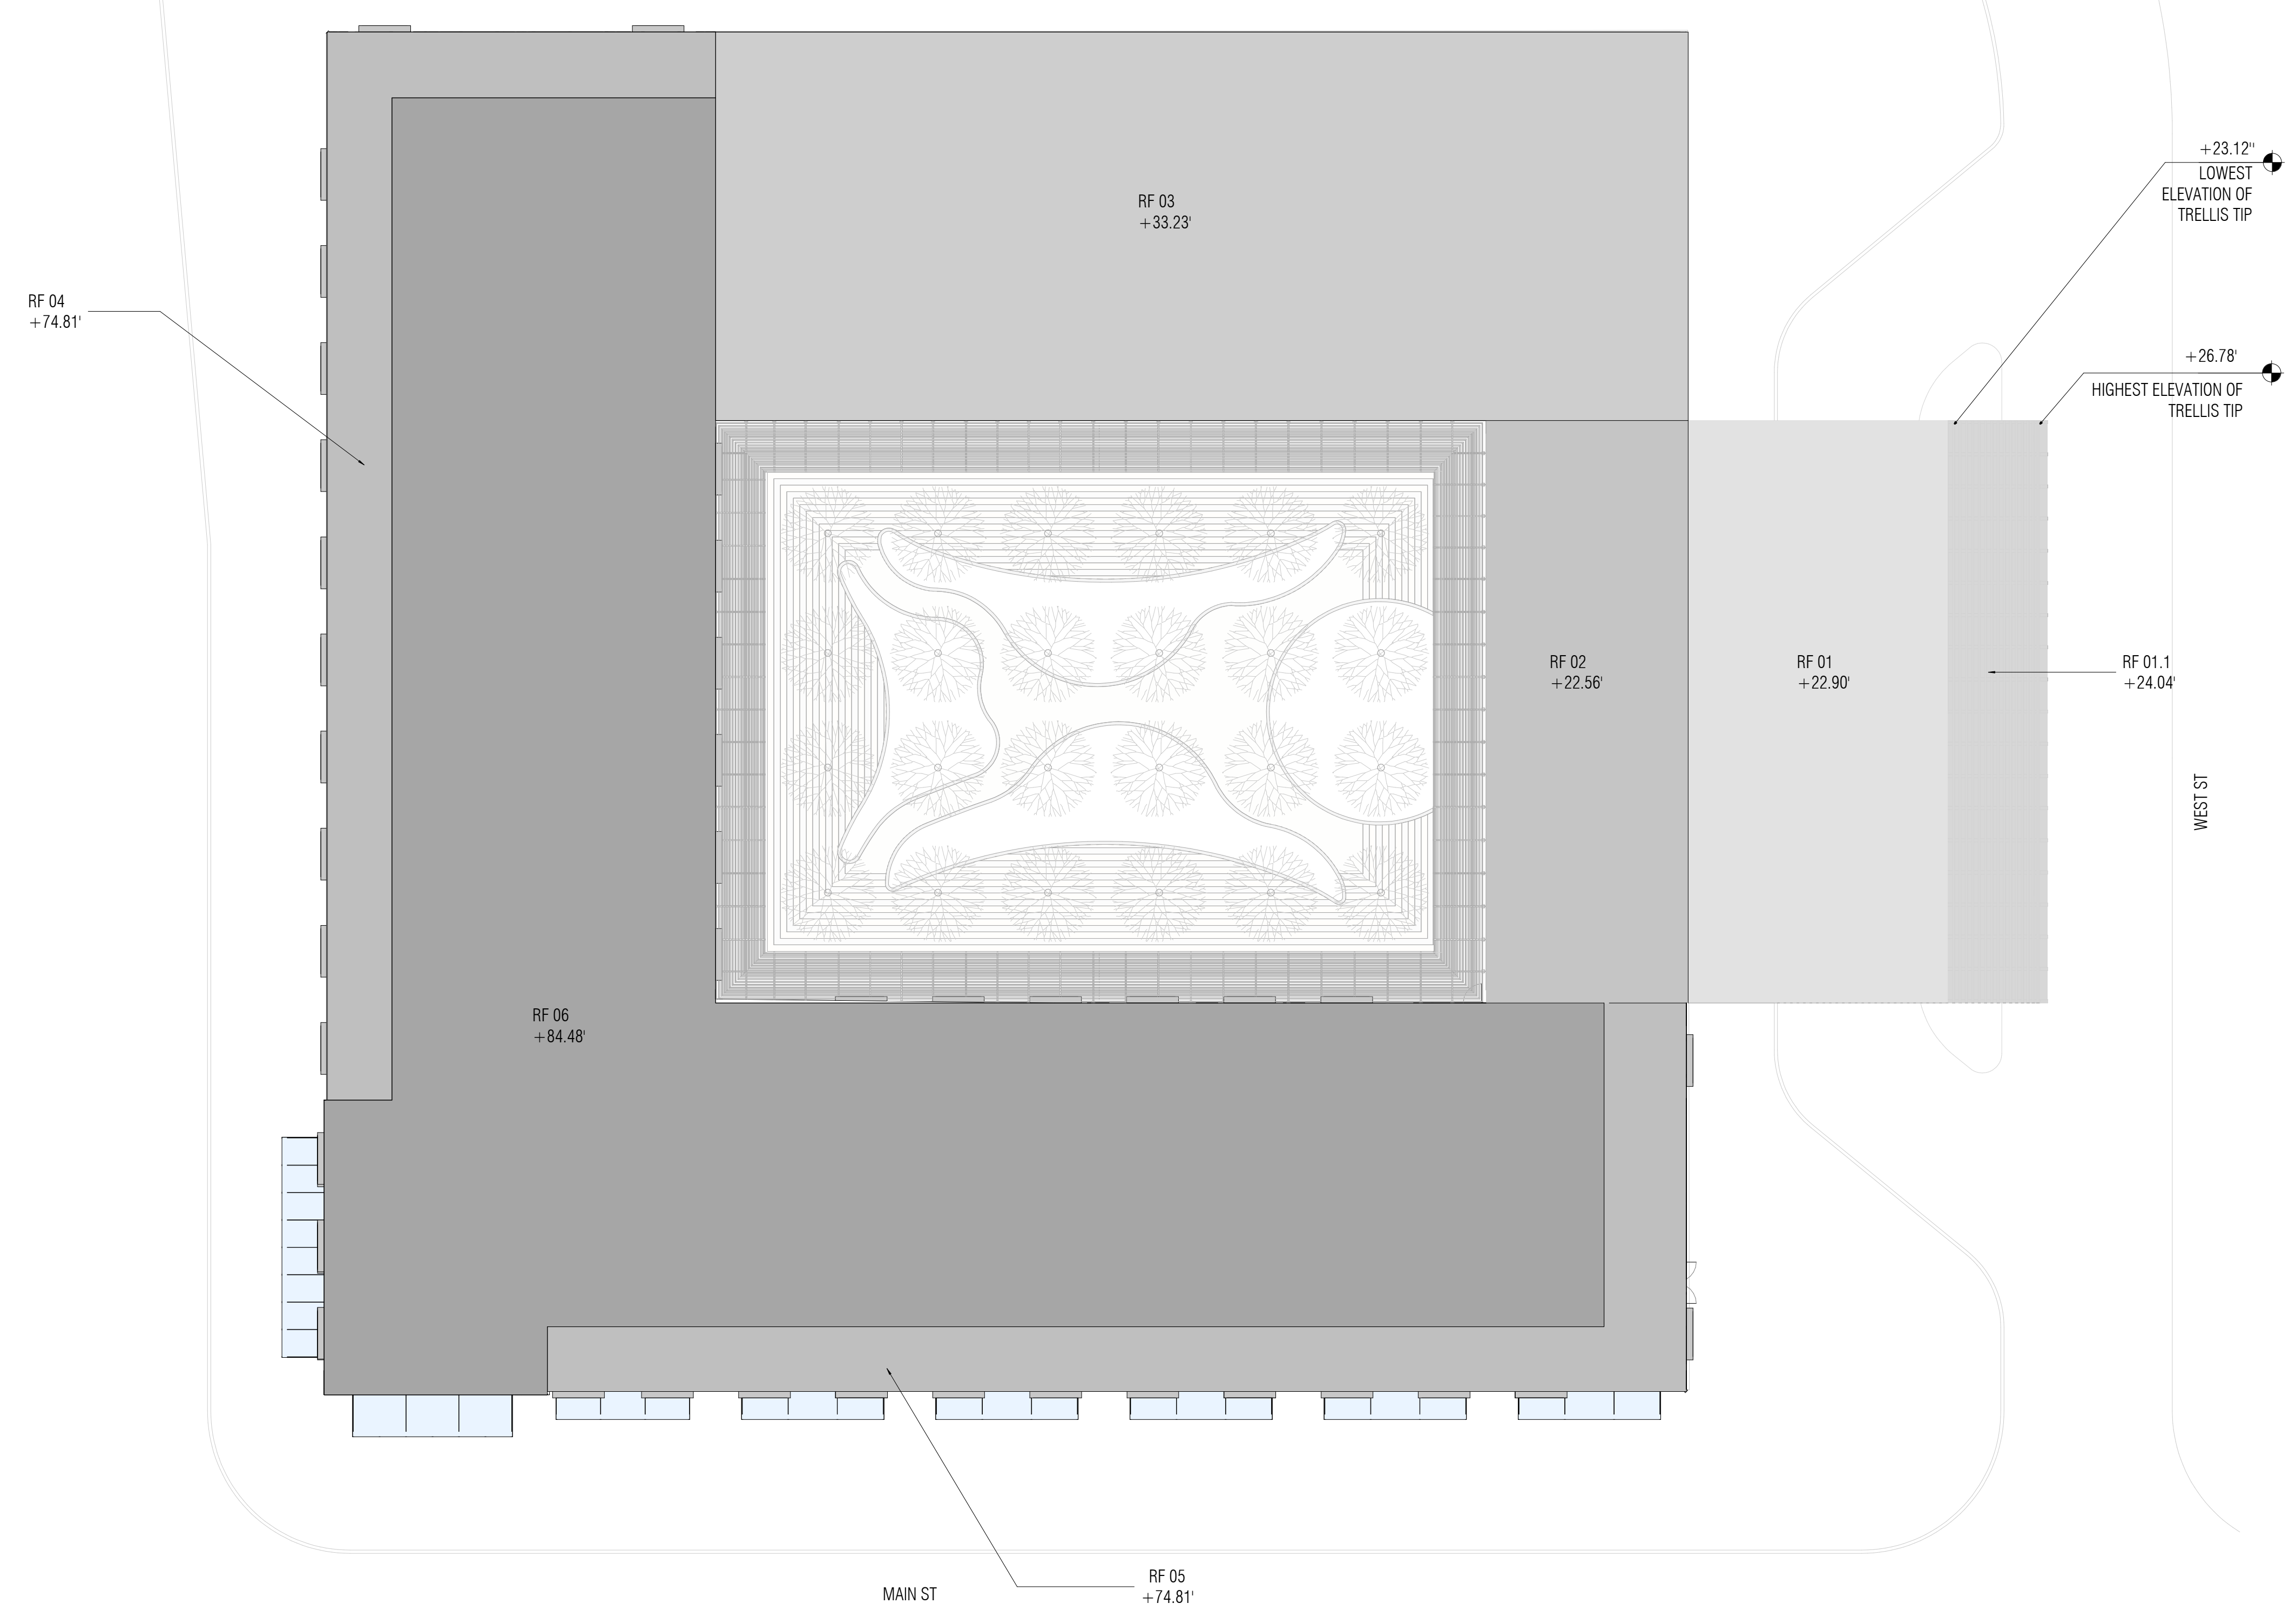 +23.12"
LOWEST
ELEVATION OF
TRELLIS TIP
RF 03
+33.23'
RF 04
+74.81'
+26.78'
HIGHEST ELEVATION OF
TRELLIS TIP
RF 02
+22.56'
RF 01
+22.90'
RF 01.1
+24.04'
WEST ST
RF 06
+84.48'
RF 05
+74.81'
MAIN ST